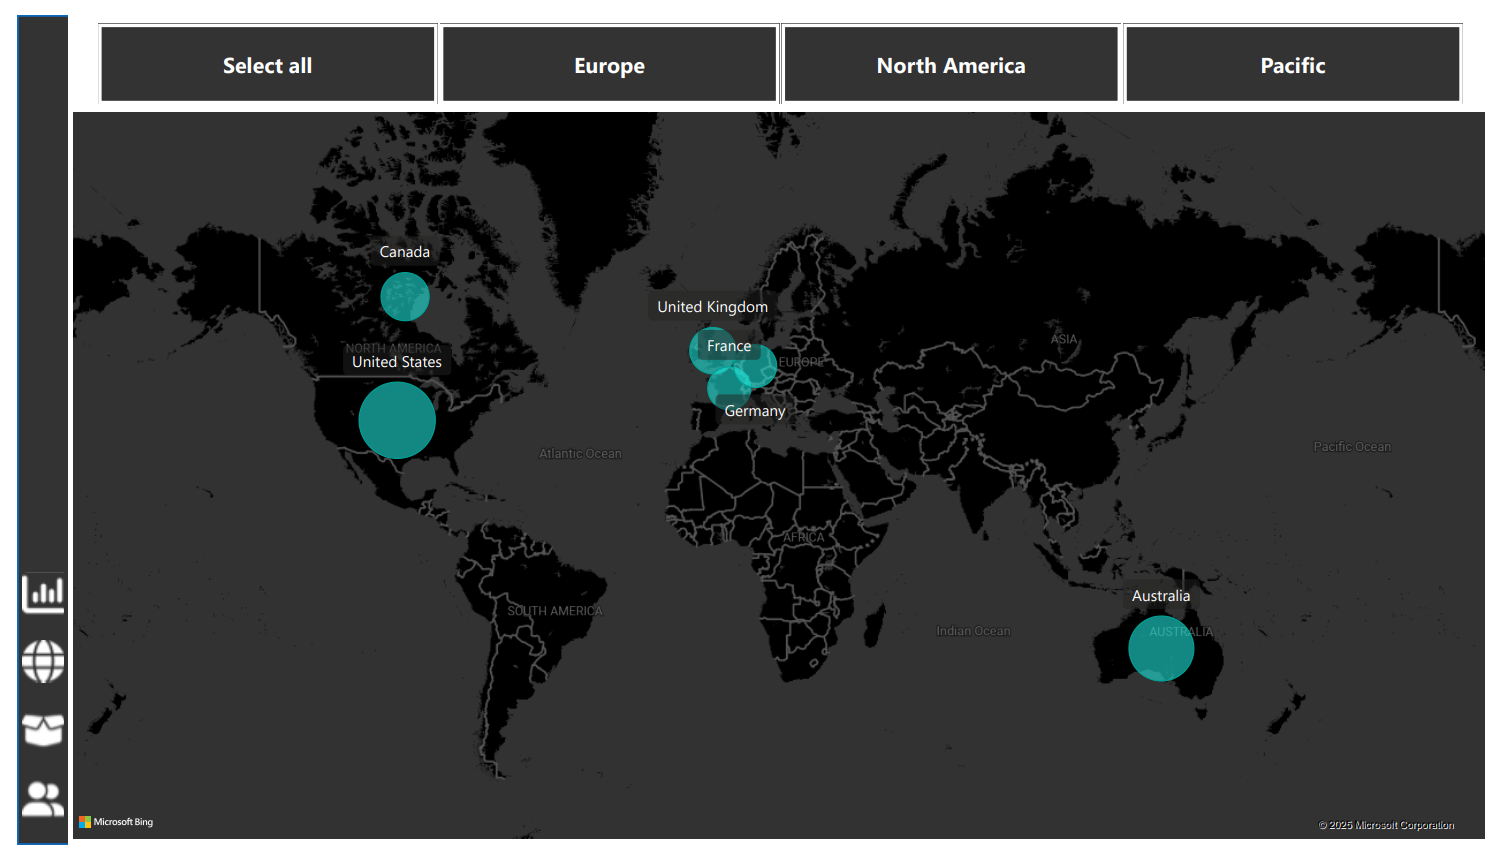 Select all
Europe
North America
Pacific
Canada
United Kingdom
France
EUROPE
ASIA
NORTH AMERICA
United States
Germany
Atlantic Ocean
Pacific Ocean
AFRICA
SOUTH AMERICA
Indian Ocean
Australia
AUSTRALIA
Microsoft Bing
© 2025 Microsoft Corporation